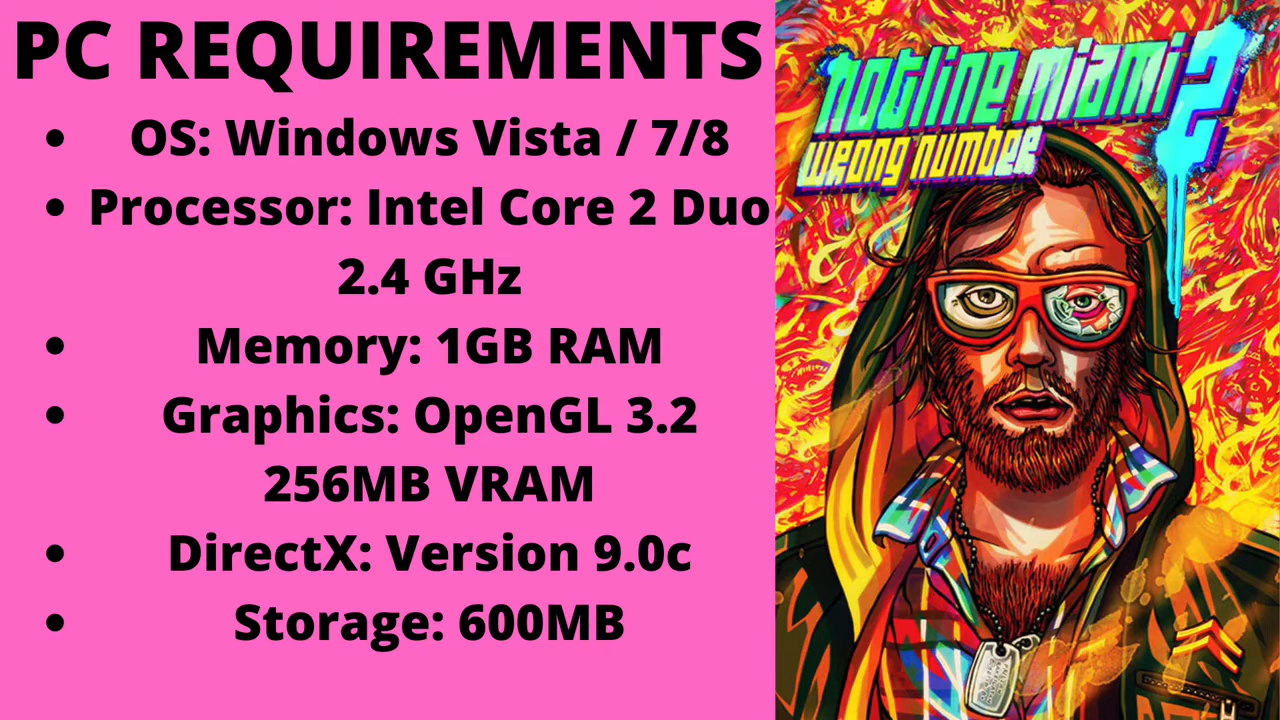 PC REQUIREMENTS
• OS: Windows Vista / 7/8
• Processor: Intel Core 2 Duo
2.4 GHz
• Memory: 1GB RAM
• Graphics: OpenGL 3.2
256MB VRAM
• DirectX: Version 9.0c
• Storage: 600MB
hotline miami 2
wrong number